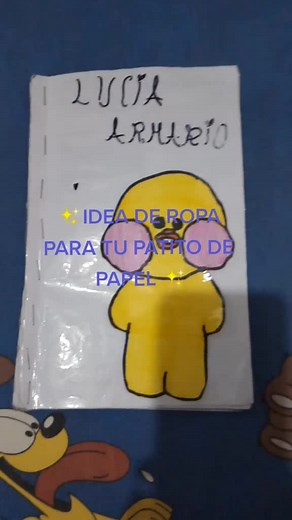 LUCIA
ARMARIO
✨IDEA DE ROPA
PARA TU PATITO DE
PAPEL ✨